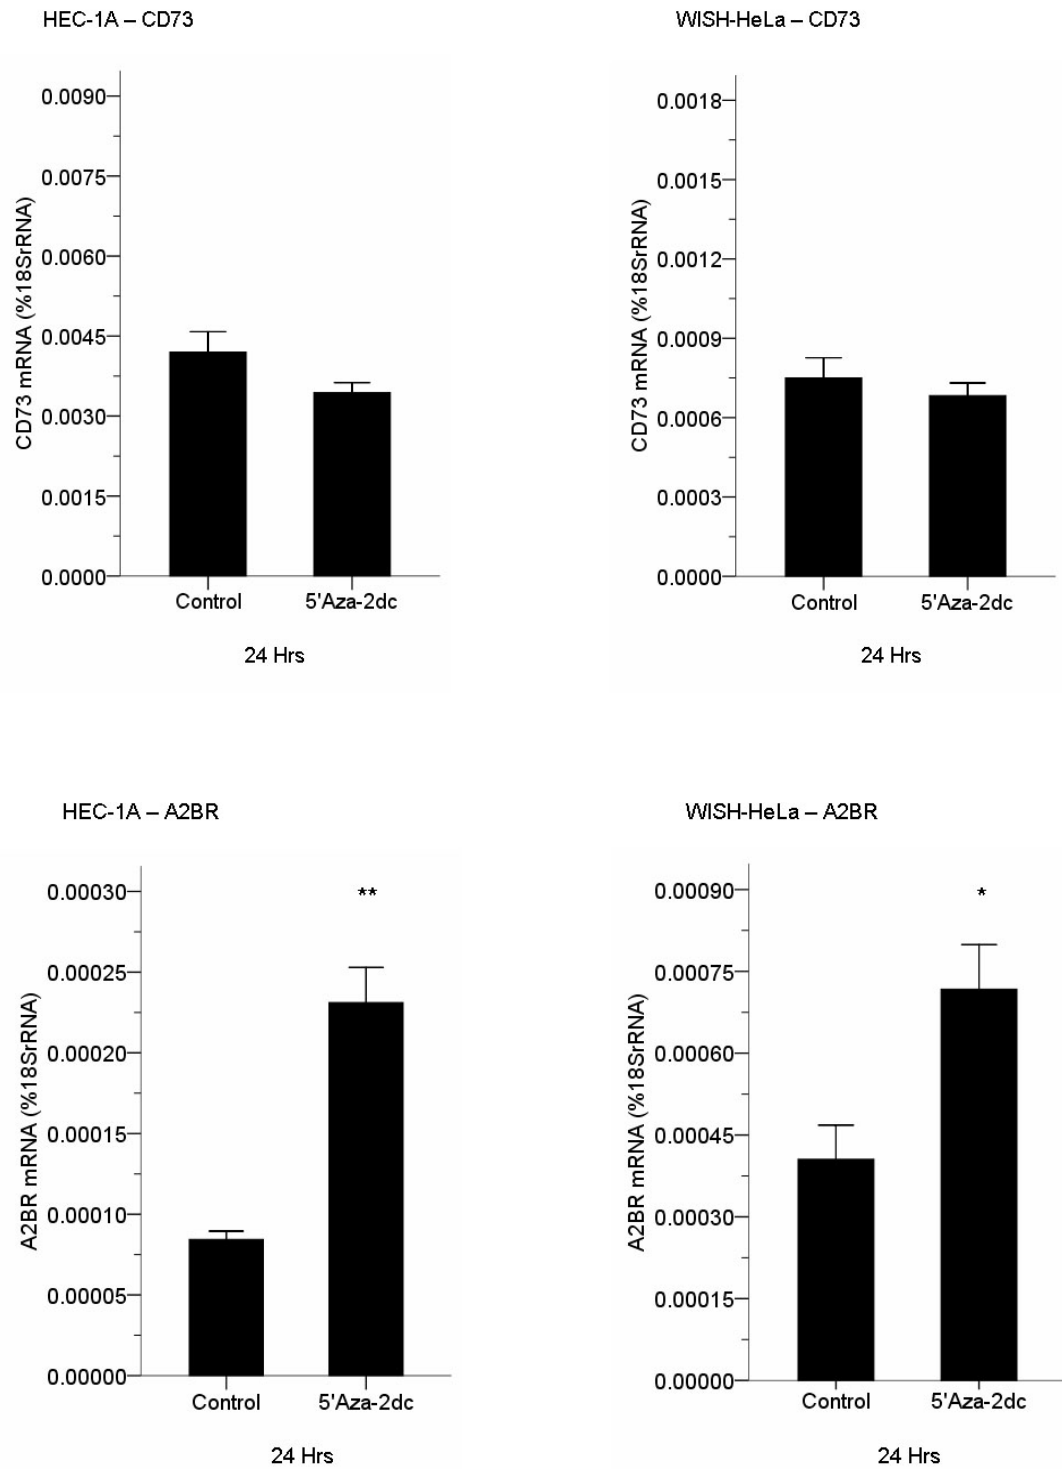 HEC-1A – CD73
CD73 mRNA (%18SrRNA)
0.0090
0.0075
0.0060
0.0045
0.0030
0.0015
0.0000
Control 5'Aza-2dc
24 Hrs
WISH-HeLa – CD73
CD73 mRNA (%18SrRNA)
0.0018
0.0015
0.0012
0.0009
0.0006
0.0003
0.0000
Control 5'Aza-2dc
24 Hrs
HEC-1A – A2BR
A2BR mRNA (%18SrRNA)
0.00030
0.00025
0.00020
0.00015
0.00010
0.00005
0.00000
**
Control 5'Aza-2dc
24 Hrs
WISH-HeLa – A2BR
A2BR mRNA (%18SrRNA)
0.00090
0.00075
0.00060
0.00045
0.00030
0.00015
0.00000
*
Control 5'Aza-2dc
24 Hrs